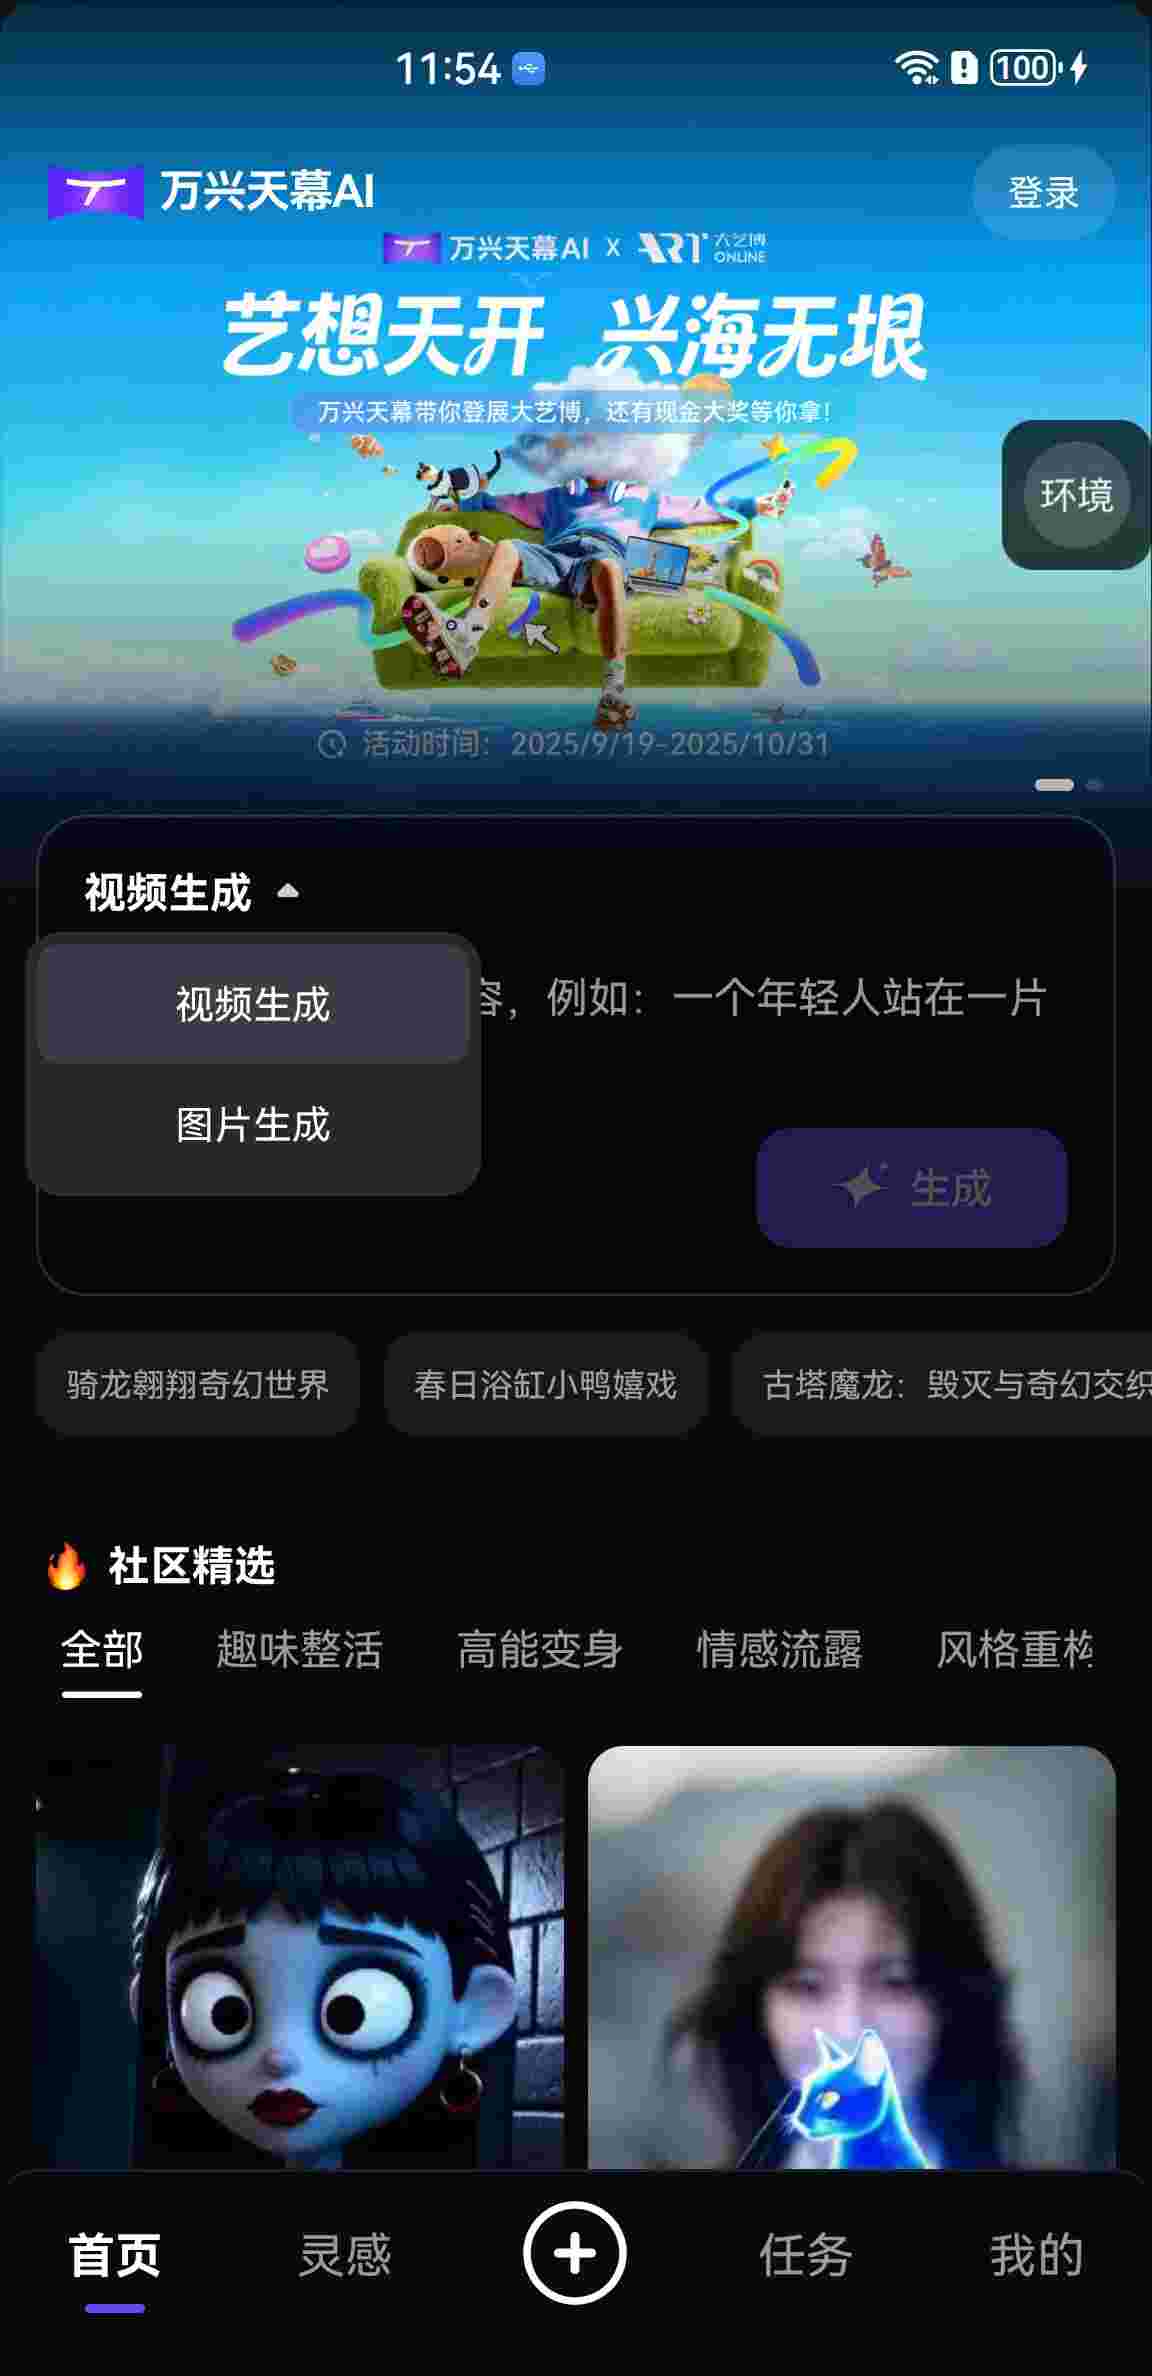 11:54
100
万兴天幕AI
登录
万兴天幕AI X ART 大艺博 ONLINE
艺想天开 兴海无垠
万兴天幕带你登展大艺博，还有现金大奖等你拿！
环境
活动时间：2025/9/19-2025/10/31
视频生成
视频生成
容，例如：一个年轻人站在一片
图片生成
生成
骑龙翱翔奇幻世界
春日浴缸小鸭嬉戏
古塔魔龙：毁灭与奇幻交织
社区精选
全部
趣味整活
高能变身
情感流露
风格重构
首页
灵感
任务
我的